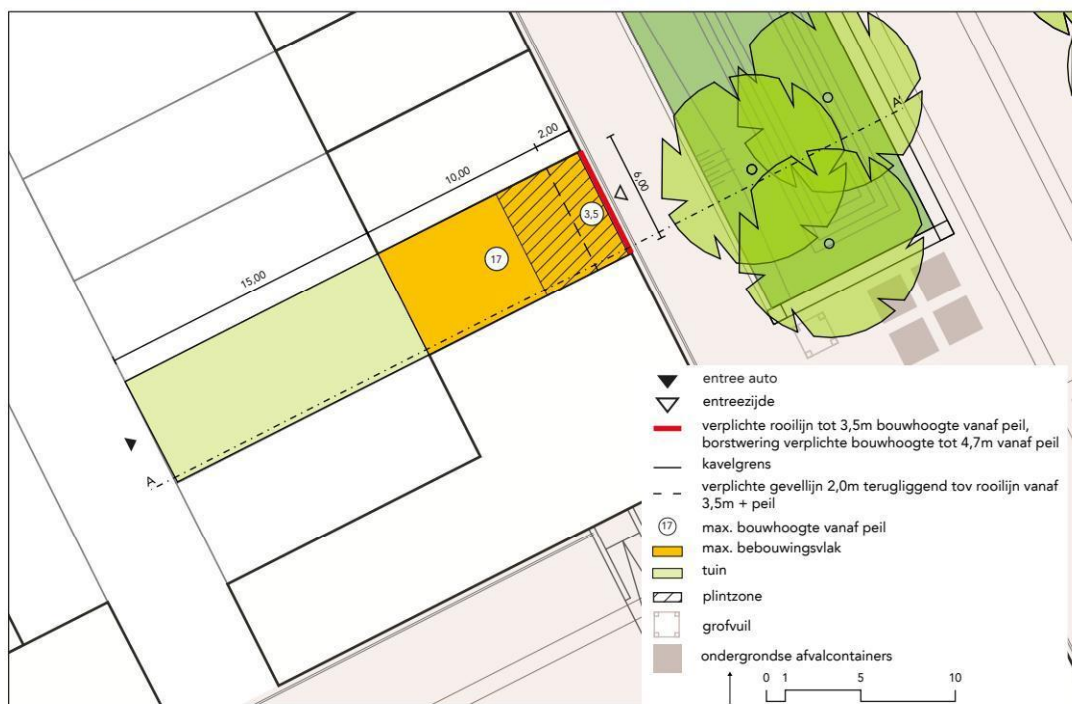 2,00
10,00
6,00
A'
3,5
17
15,00
A
entree auto
entreezijde
verplichte rooilijn tot 3,5m bouwhoogte vanaf peil,
borstwering verplichte bouwhoogte tot 4,7m vanaf peil
kavelgrens
verplichte gevellijn 2,0m terugliggend tov rooilijn vanaf
3,5m + peil
17 max. bouwhoogte vanaf peil
max. bebouwingsvlak
tuin
plintzone
grofvuil
ondergrondse afvalcontainers
0 1 5 10